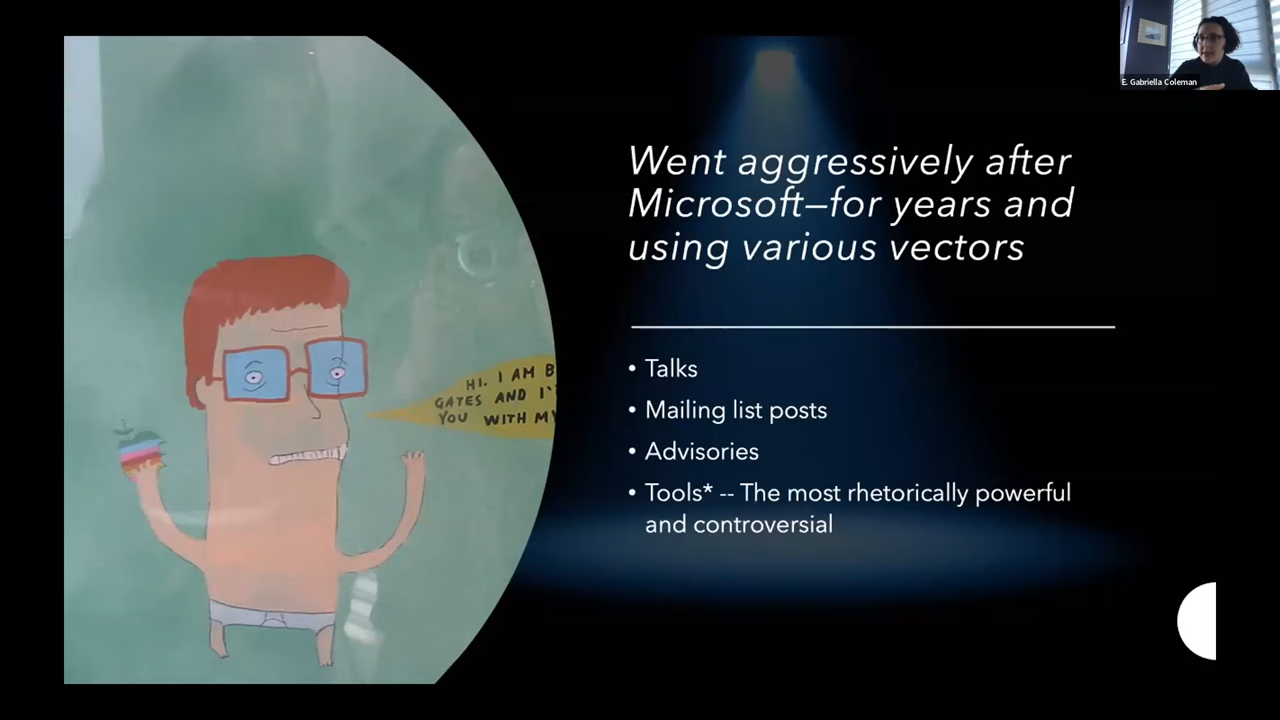 E. Gabriella Coleman
Went aggressively after
Microsoft—for years and
using various vectors
• Talks
• Mailing list posts
• Advisories
• Tools* -- The most rhetorically powerful
and controversial
HI. I AM B
GATES AND I'
YOU WITH MY